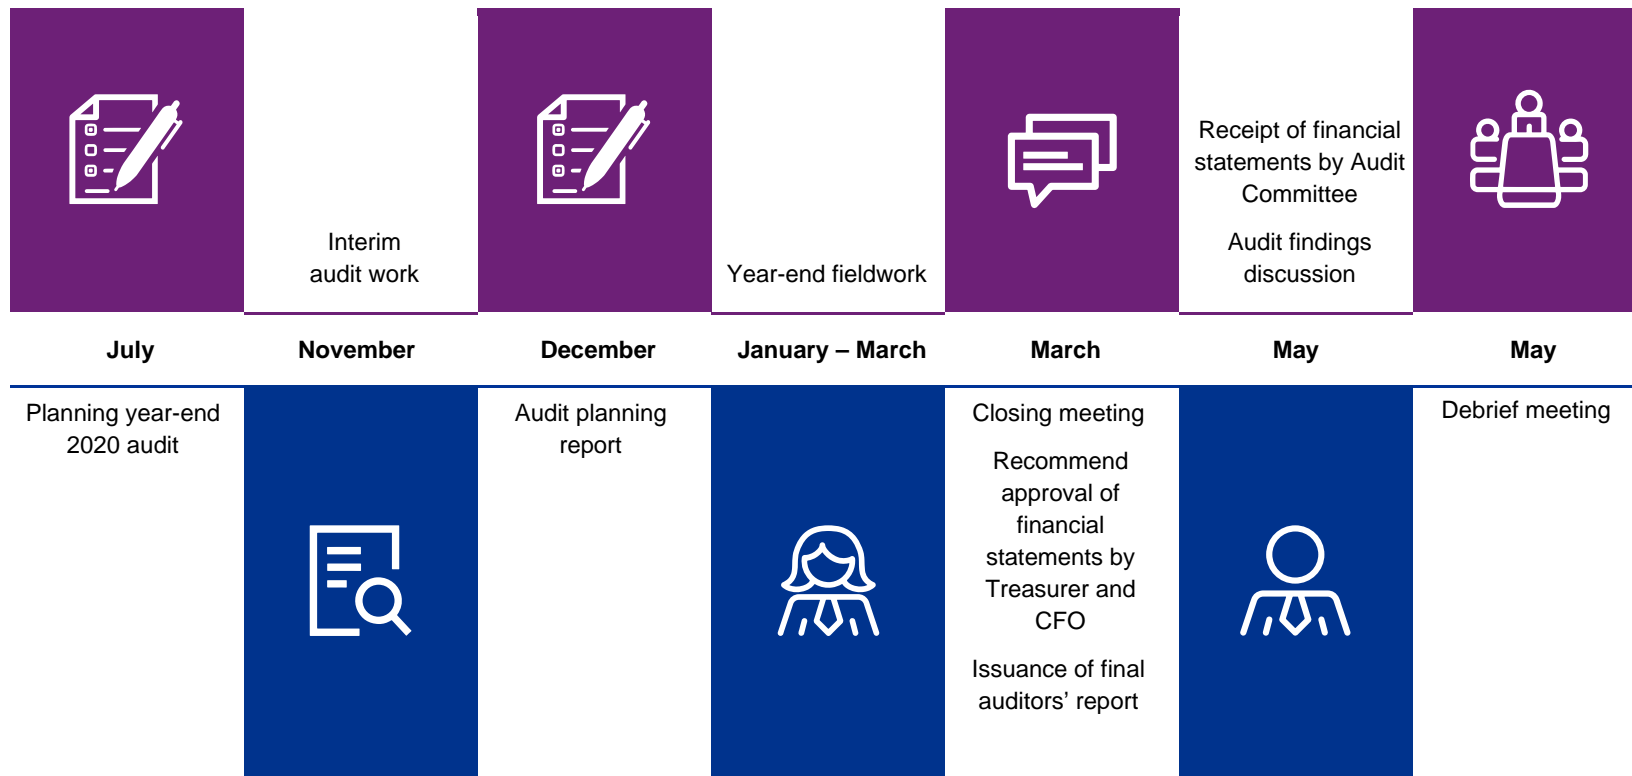 Interim
audit work
Year-end fieldwork
Receipt of financial
statements by Audit
Committee
Audit findings
discussion
July
November
December
January – March
March
May
May
Planning year-end
2020 audit
Audit planning
report
Closing meeting
Recommend
approval of
financial
statements by
Treasurer and
CFO
Issuance of final
auditors’ report
Debrief meeting